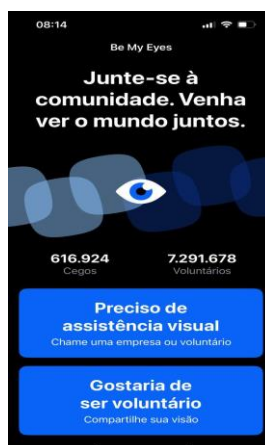 08:14
Be My Eyes
Junte-se à
comunidade. Venha
ver o mundo juntos.
616.924
Cegos
7.291.678
Voluntários
Preciso de
assistência visual
Chame uma empresa ou voluntário
Gostaria de
ser voluntário
Compartilhe sua visão